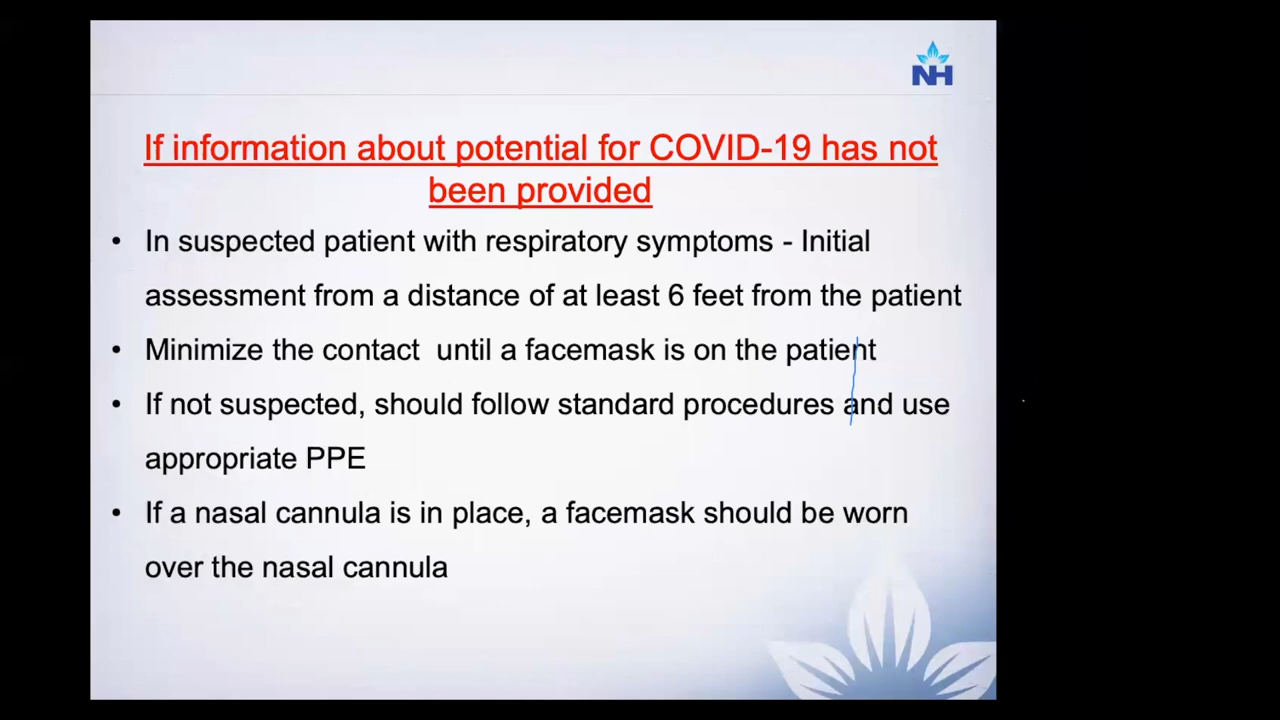 NH
If information about potential for COVID-19 has not
been provided
• In suspected patient with respiratory symptoms - Initial
assessment from a distance of at least 6 feet from the patient
• Minimize the contact  until a facemask is on the patient
• If not suspected, should follow standard procedures and use
appropriate PPE
• If a nasal cannula is in place, a facemask should be worn
over the nasal cannula